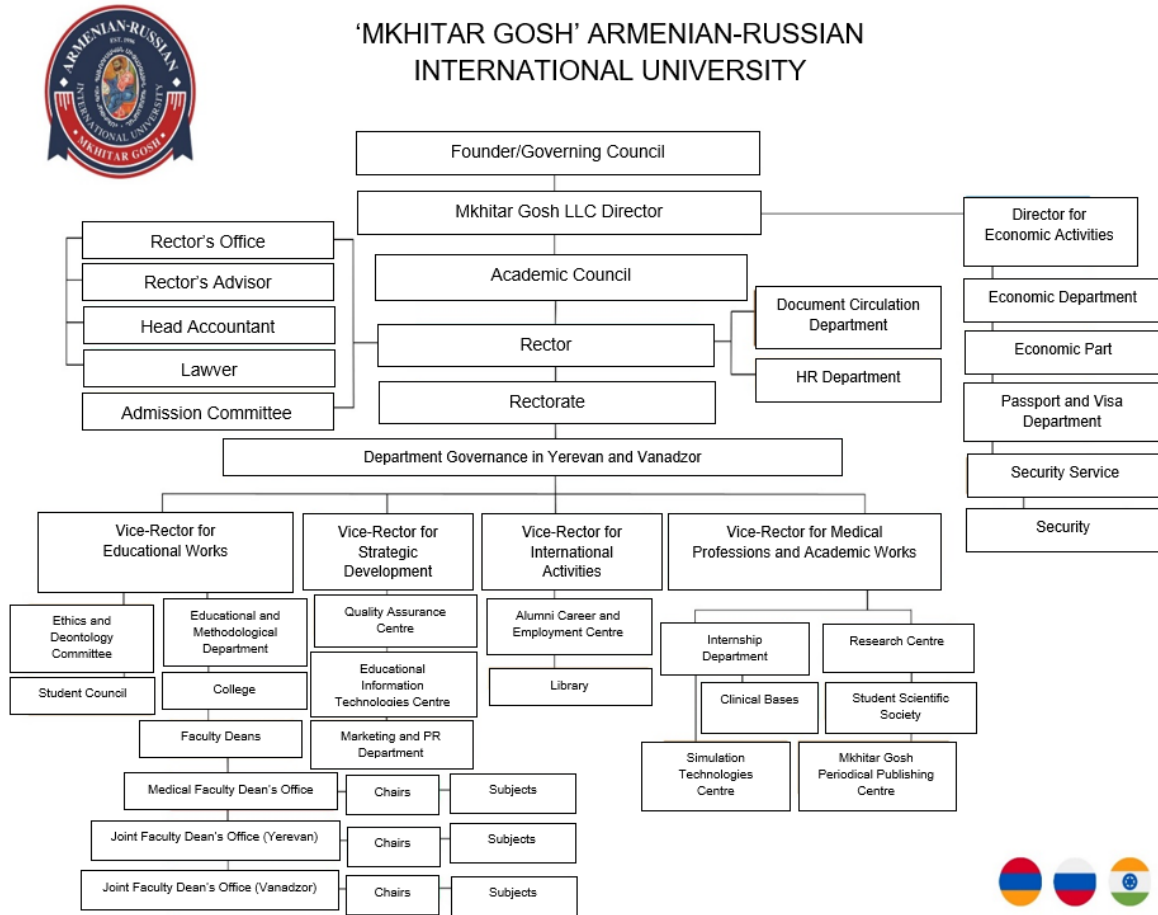 ARMENIAN-RUSSIAN
EST. 1996
INTERNATIONAL UNIVERSITY
MKHITAR GOSH
‘MKHITAR GOSH’ ARMENIAN-RUSSIAN
INTERNATIONAL UNIVERSITY
Founder/Governing Council
Mkhitar Gosh LLC Director
Director for
Economic Activities
Rector’s Office
Rector’s Advisor
Head Accountant
Lawver
Admission Committee
Academic Council
Rector
Rectorate
Document Circulation
Department
HR Department
Economic Department
Economic Part
Passport and Visa
Department
Security Service
Security
Department Governance in Yerevan and Vanadzor
Vice-Rector for
Educational Works
Vice-Rector for
Strategic
Development
Vice-Rector for
International
Activities
Vice-Rector for Medical
Professions and Academic Works
Ethics and
Deontology
Committee
Student Council
Educational and
Methodological
Department
College
Faculty Deans
Quality Assurance
Centre
Educational
Information
Technologies Centre
Marketing and PR
Department
Alumni Career and
Employment Centre
Library
Internship
Department
Clinical Bases
Simulation
Technologies
Centre
Research Centre
Student Scientific
Society
Mkhitar Gosh
Periodical Publishing
Centre
Medical Faculty Dean’s Office
Chairs
Subjects
Joint Faculty Dean’s Office (Yerevan)
Chairs
Subjects
Joint Faculty Dean’s Office (Vanadzor)
Chairs
Subjects